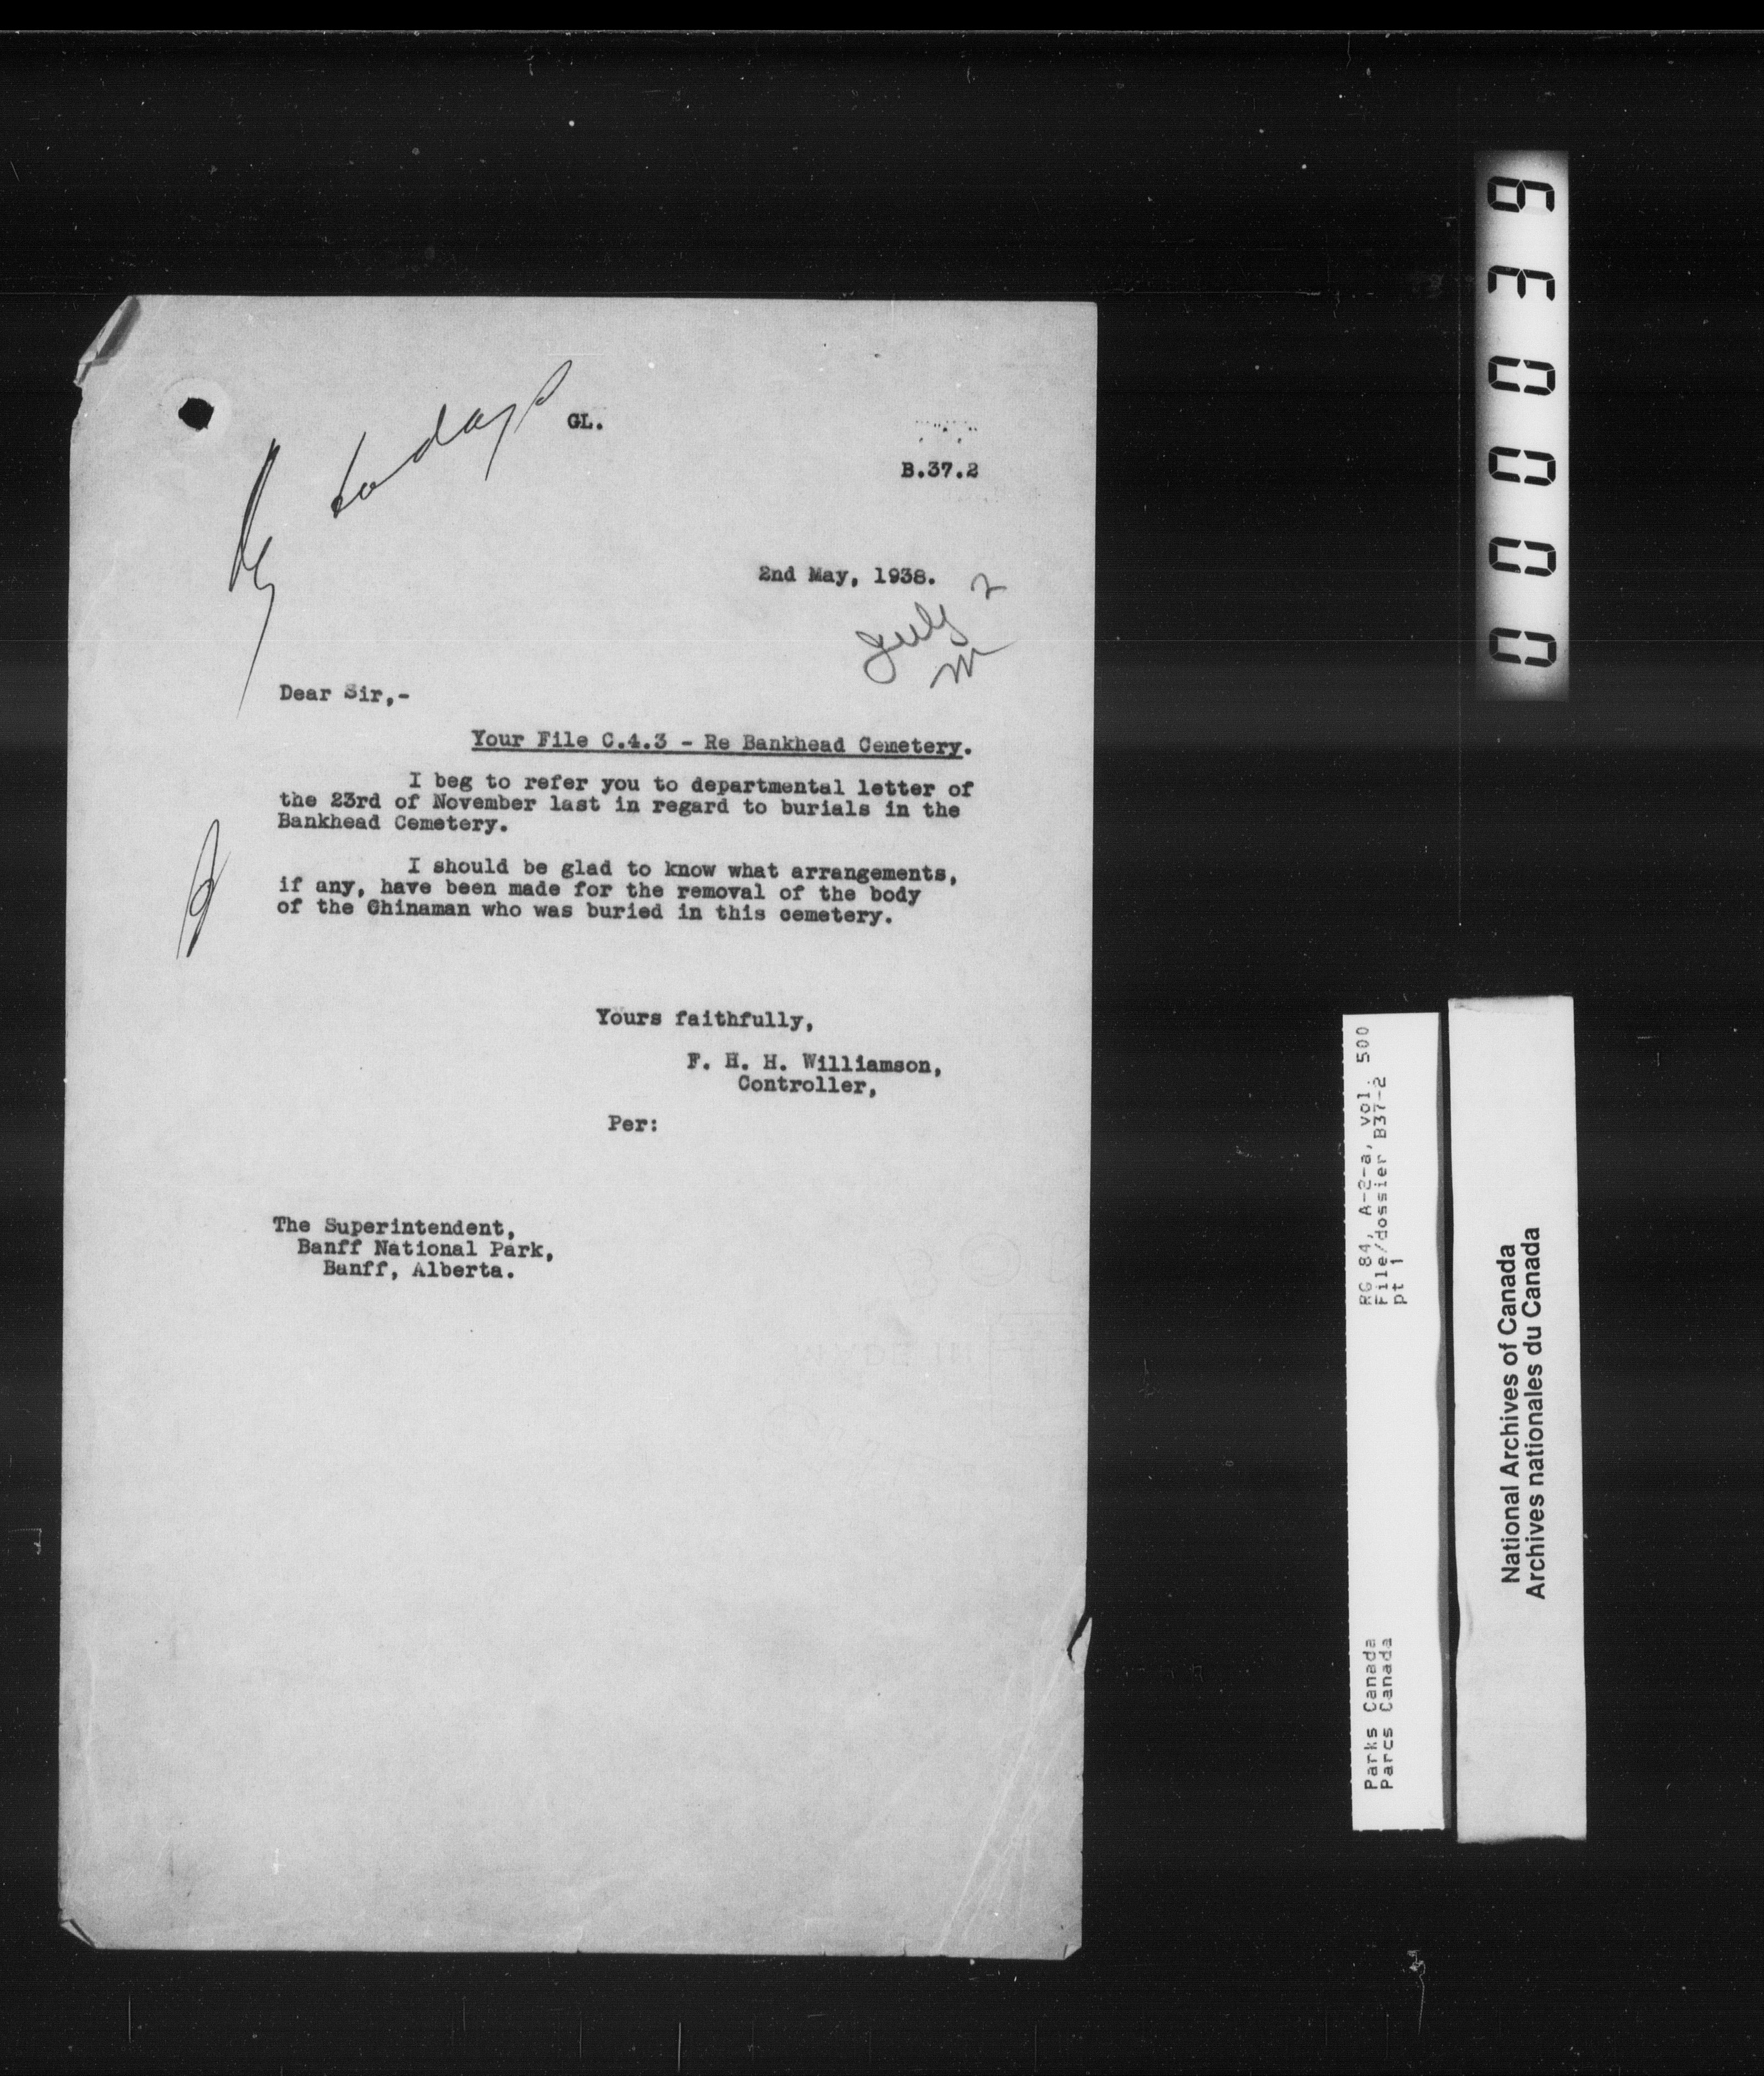 today
GL.
B.37.2
2nd May, 1938.
July 2
Dear Sir,-
Your File C.4.3 - Re Bankhead Cemetery.
I beg to refer you to departmental letter of
the 23rd of November last in regard to burials in the
Bankhead Cemetery.
I should be glad to know what arrangements,
if any, have been made for the removal of the body
of the Chinaman who was buried in this cemetery.
Yours faithfully,
F. H. H. Williamson,
Controller,
Per:
The Superintendent,
Banff National Park,
Banff, Alberta.
000039
RG 84, A-2-a, vol. 500
File/dossier B37-2
pt 1
Parks Canada
Parcs Canada
National Archives of Canada
Archives nationales du Canada